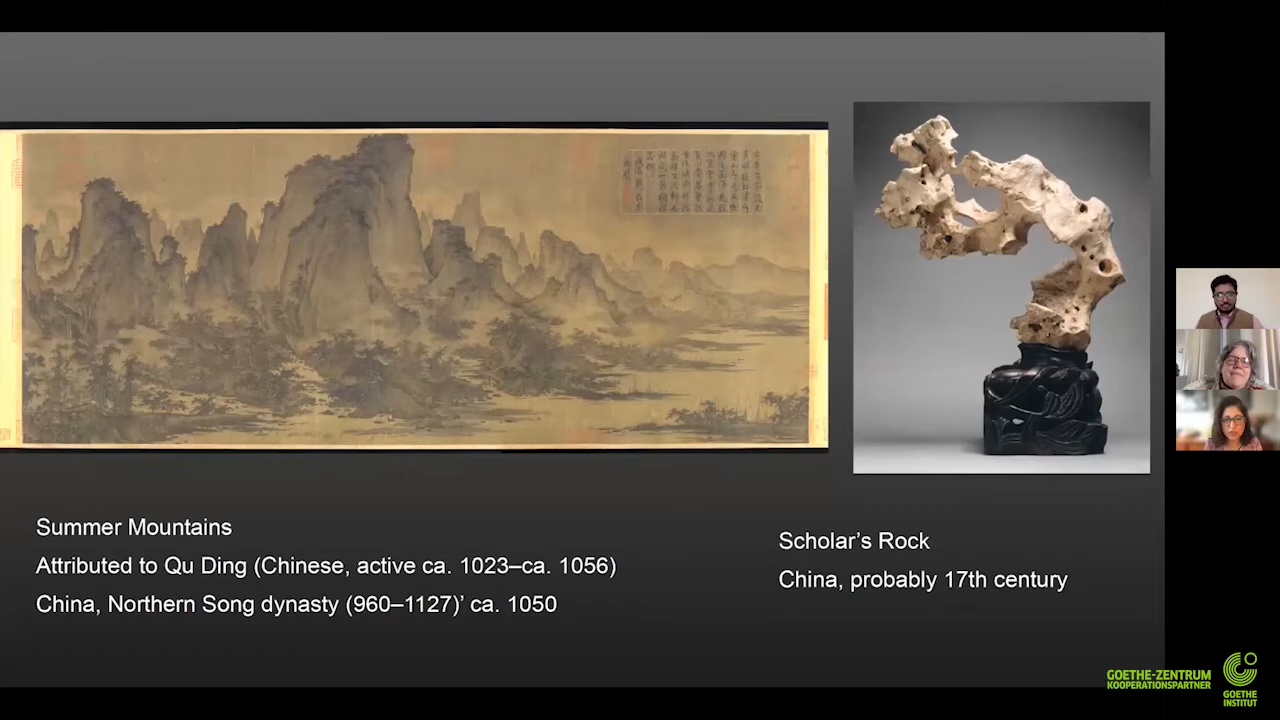 Summer Mountains
Attributed to Qu Ding (Chinese, active ca. 1023–ca. 1056)
China, Northern Song dynasty (960–1127)’ ca. 1050
Scholar’s Rock
China, probably 17th century
GOETHE-ZENTRUM
KOOPERATIONSPARTNER
GOETHE
INSTITUT